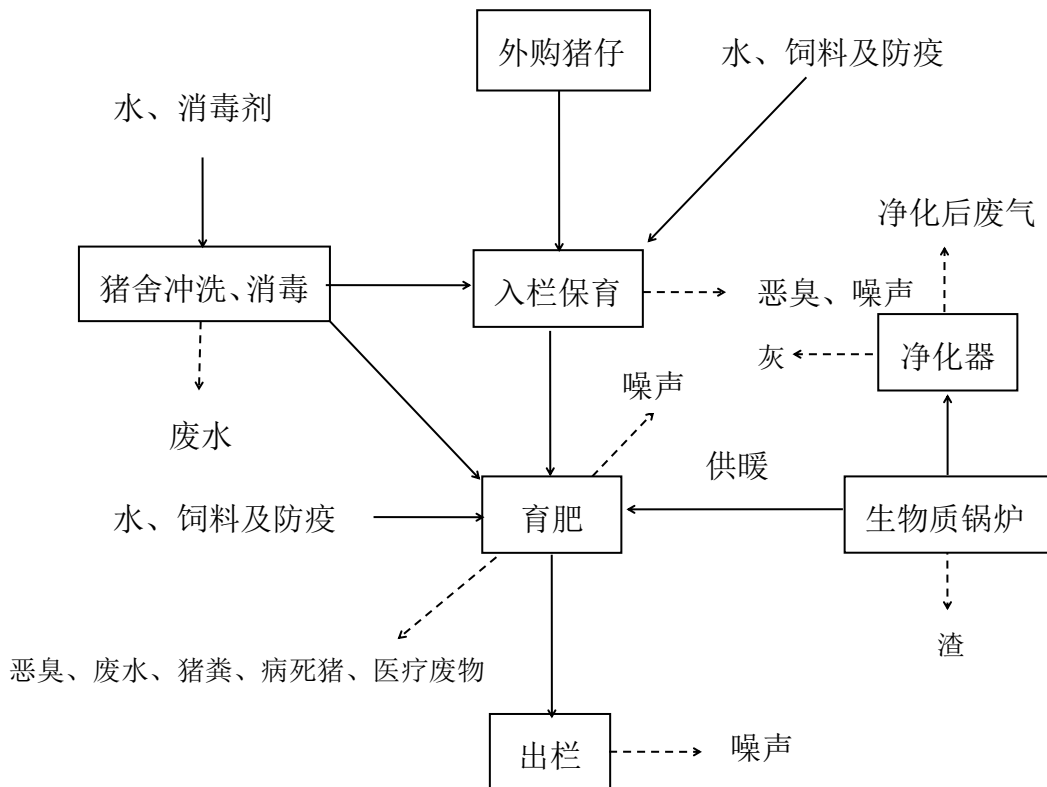 外购猪仔
水、饲料及防疫
水、消毒剂
净化后废气
猪舍冲洗、消毒
入栏保育
恶臭、噪声
灰
净化器
噪声
废水
供暖
水、饲料及防疫
育肥
生物质锅炉
渣
恶臭、废水、猪粪、病死猪、医疗废物
出栏
噪声